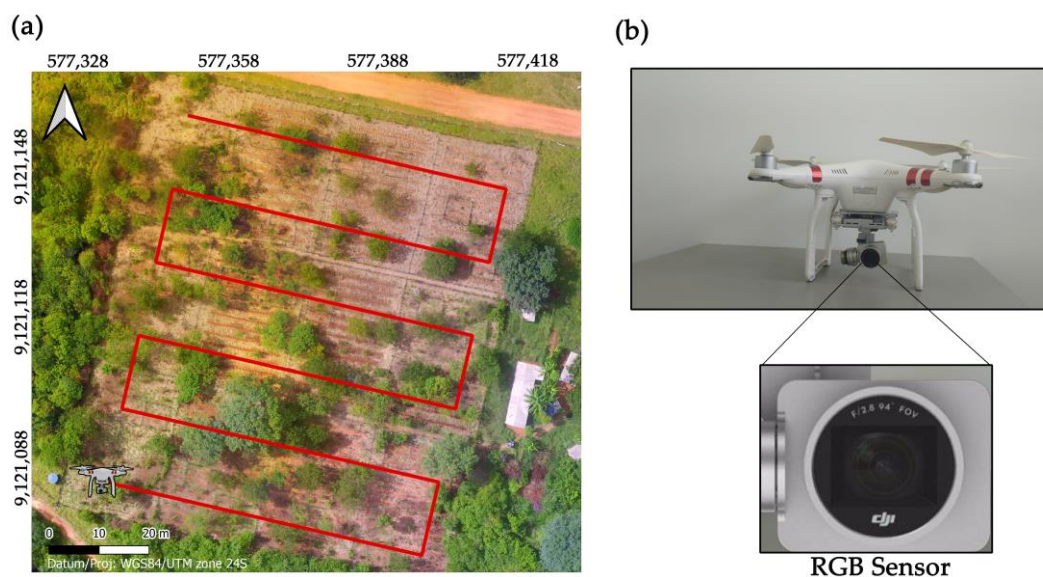 (a)
577,328 577,358 577,388 577,418
9,121,148
9,121,118
9,121,088
0 10 20 m
Datum/Proj: WGS84/UTM zone 24S
(b)
F/2.8 94° FOV
dji
RGB Sensor